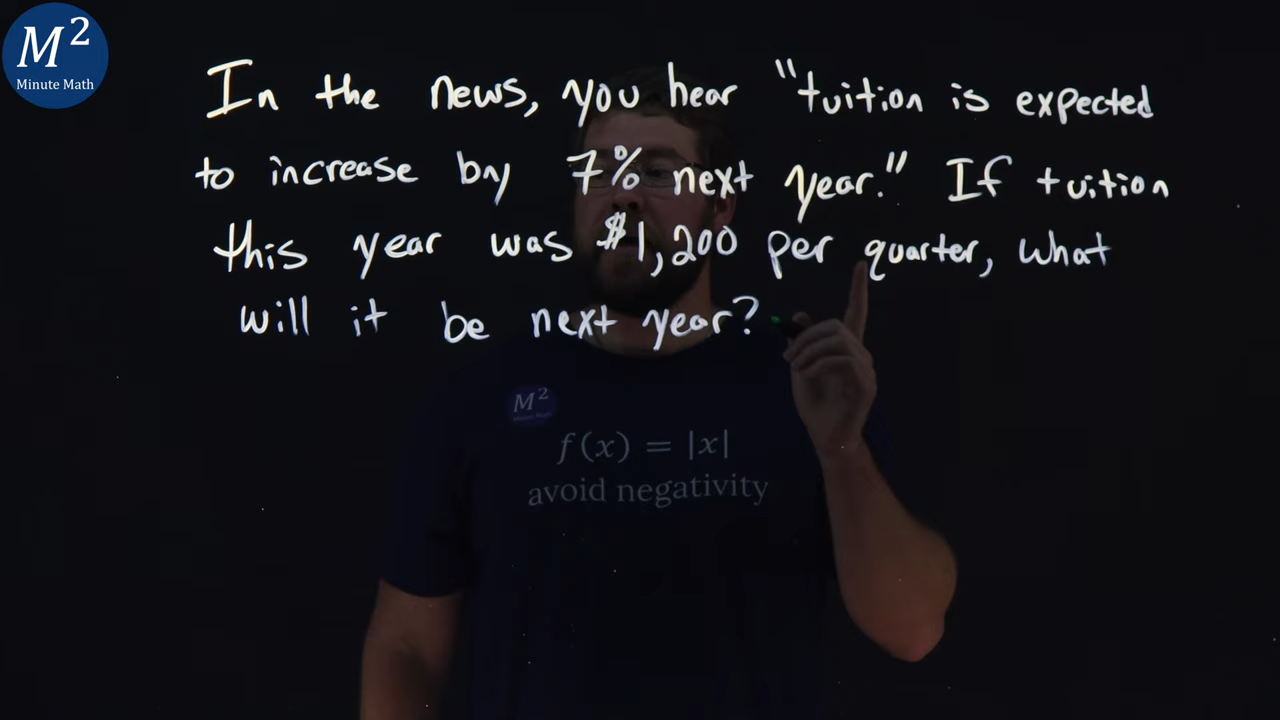 M²
Minute Math
In the news, you hear "tuition is expected
to increase by 7% next year." If tuition
this year was $1,200 per quarter, what
will it be next year?
M²
Minute Math
f(x) = |x|
avoid negativity